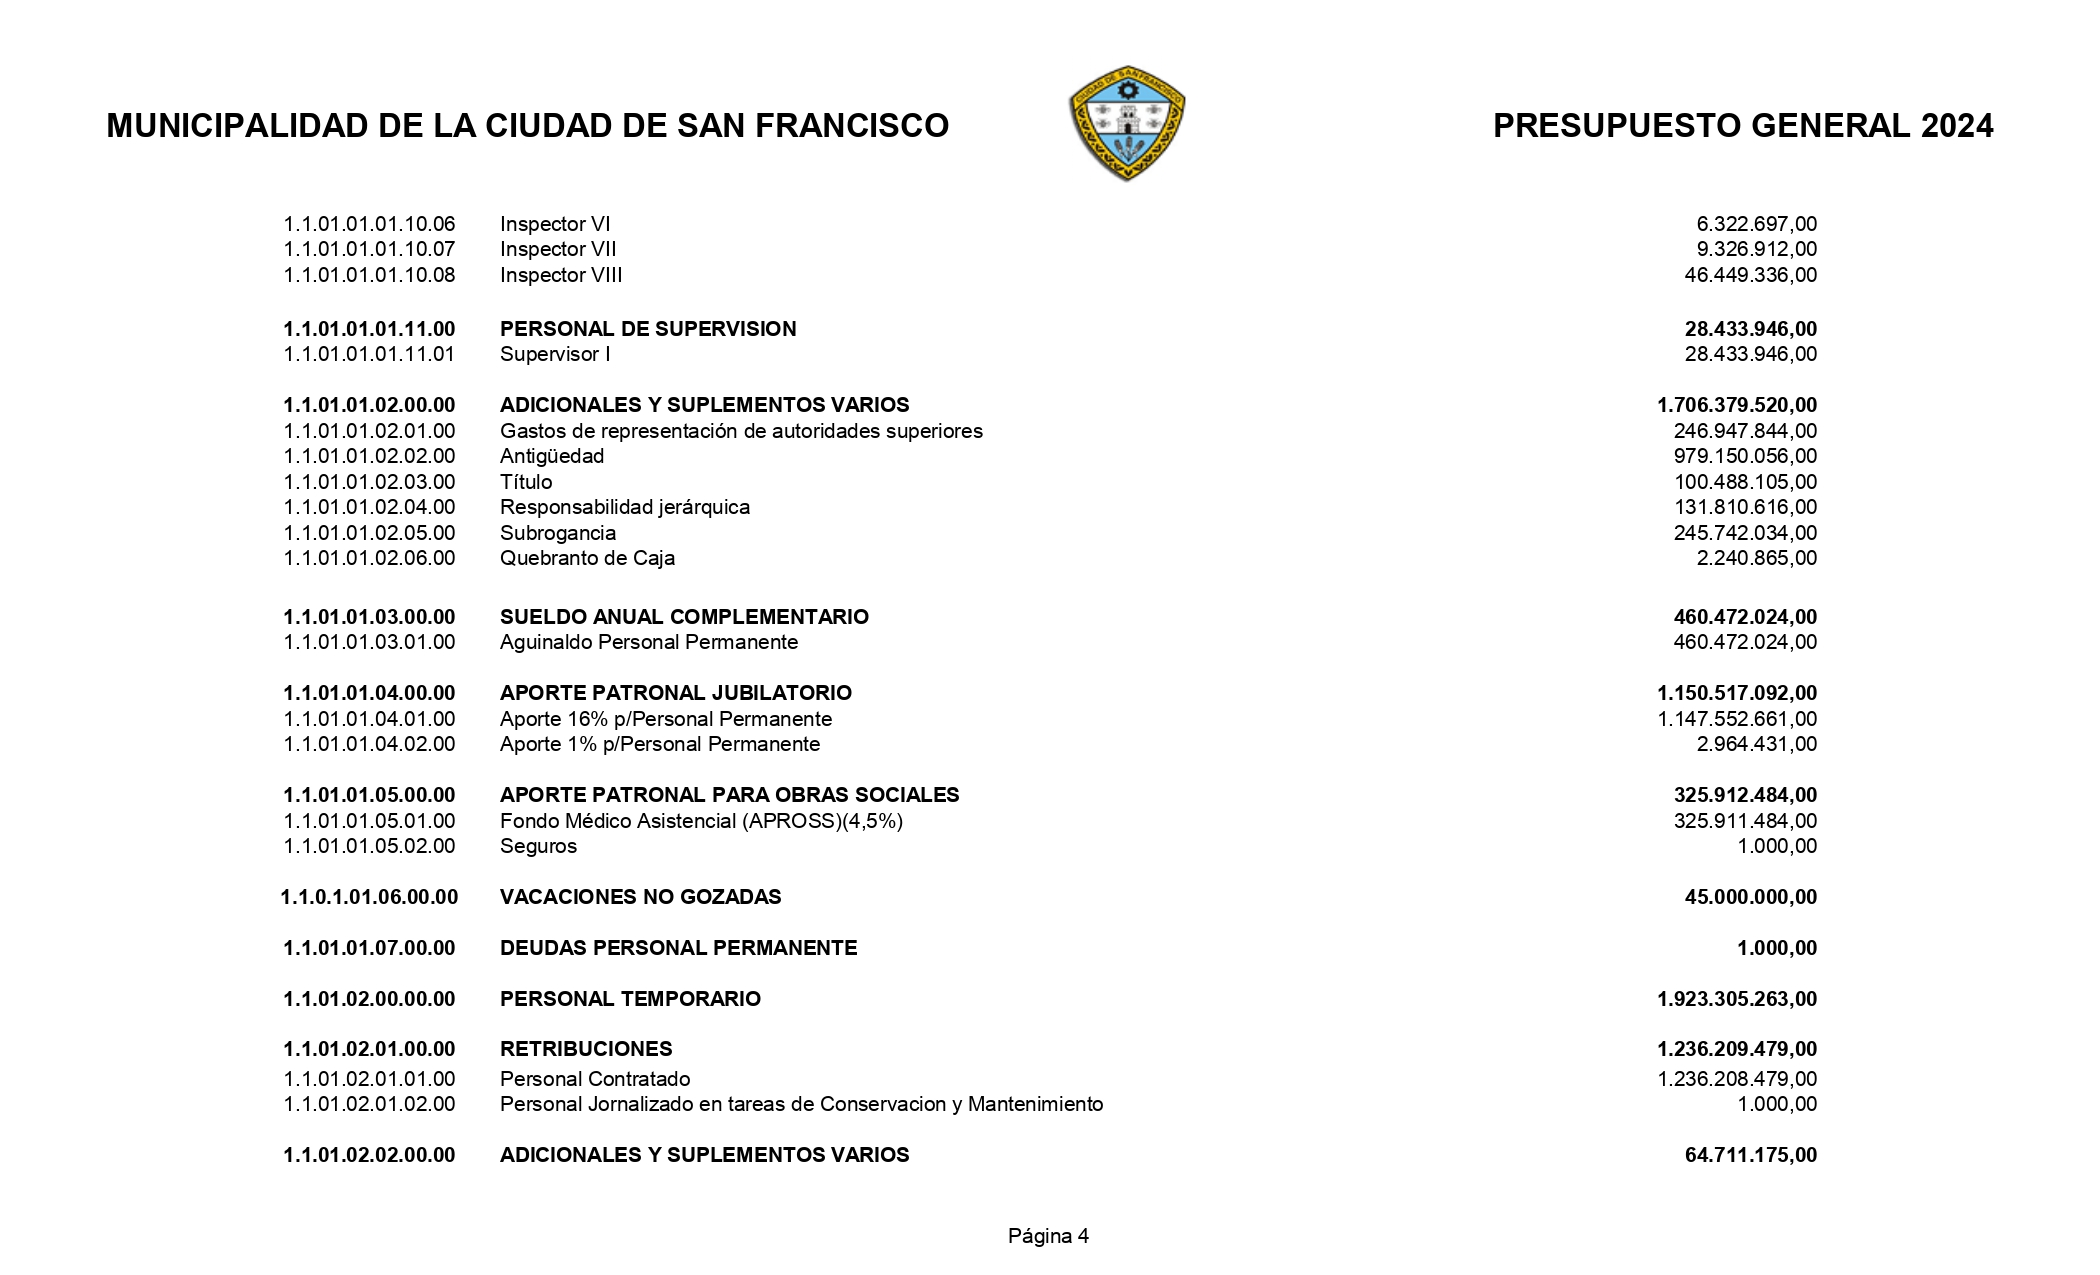 MUNICIPALIDAD DE LA CIUDAD DE SAN FRANCISCO
CIUDAD DE SAN FRANCISCO
PRESUPUESTO GENERAL 2024
1.1.01.01.01.10.06 Inspector VI 6.322.697,00
1.1.01.01.01.10.07 Inspector VII 9.326.912,00
1.1.01.01.01.10.08 Inspector VIII 46.449.336,00
1.1.01.01.01.11.00 PERSONAL DE SUPERVISION 28.433.946,00
1.1.01.01.01.11.01 Supervisor I 28.433.946,00
1.1.01.01.02.00.00 ADICIONALES Y SUPLEMENTOS VARIOS 1.706.379.520,00
1.1.01.01.02.01.00 Gastos de representación de autoridades superiores 246.947.844,00
1.1.01.01.02.02.00 Antigüedad 979.150.056,00
1.1.01.01.02.03.00 Título 100.488.105,00
1.1.01.01.02.04.00 Responsabilidad jerárquica 131.810.616,00
1.1.01.01.02.05.00 Subrogancia 245.742.034,00
1.1.01.01.02.06.00 Quebranto de Caja 2.240.865,00
1.1.01.01.03.00.00 SUELDO ANUAL COMPLEMENTARIO 460.472.024,00
1.1.01.01.03.01.00 Aguinaldo Personal Permanente 460.472.024,00
1.1.01.01.04.00.00 APORTE PATRONAL JUBILATORIO 1.150.517.092,00
1.1.01.01.04.01.00 Aporte 16% p/Personal Permanente 1.147.552.661,00
1.1.01.01.04.02.00 Aporte 1% p/Personal Permanente 2.964.431,00
1.1.01.01.05.00.00 APORTE PATRONAL PARA OBRAS SOCIALES 325.912.484,00
1.1.01.01.05.01.00 Fondo Médico Asistencial (APROSS)(4,5%) 325.911.484,00
1.1.01.01.05.02.00 Seguros 1.000,00
1.1.0.1.01.06.00.00 VACACIONES NO GOZADAS 45.000.000,00
1.1.01.01.07.00.00 DEUDAS PERSONAL PERMANENTE 1.000,00
1.1.01.02.00.00.00 PERSONAL TEMPORARIO 1.923.305.263,00
1.1.01.02.01.00.00 RETRIBUCIONES 1.236.209.479,00
1.1.01.02.01.01.00 Personal Contratado 1.236.208.479,00
1.1.01.02.01.02.00 Personal Jornalizado en tareas de Conservacion y Mantenimiento 1.000,00
1.1.01.02.02.00.00 ADICIONALES Y SUPLEMENTOS VARIOS 64.711.175,00
Página 4